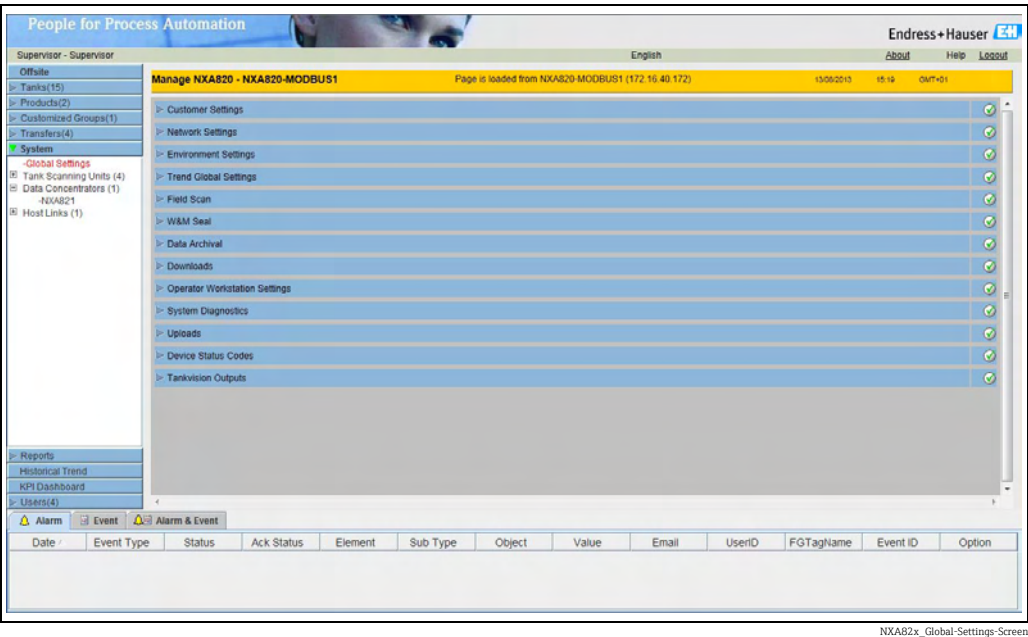 People for Process Automation
Endress+Hauser EH
Supervisor - Supervisor English About Help Logout
Offsite
Tanks(15)
Products(2)
Customized Groups(1)
Transfers(4)
System
-Global Settings
Tank Scanning Units (4)
Data Concentrators (1)
-NXA821
Host Links (1)
Reports
Historical Trend
KPI Dashboard
Users(4)
Manage NXA820 - NXA820-MODBUS1 Page is loaded from NXA820-MODBUS1 (172.16.40.172) 13/08/2013 15:19 GMT+01
Customer Settings
Network Settings
Environment Settings
Trend Global Settings
Field Scan
W&M Seal
Data Archival
Downloads
Operator Workstation Settings
System Diagnostics
Uploads
Device Status Codes
Tankvision Outputs
Alarm Event Alarm & Event
Date Event Type Status Ack Status Element Sub Type Object Value Email UserID FGTagName Event ID Option
NXA82x_Global-Settings-Screen